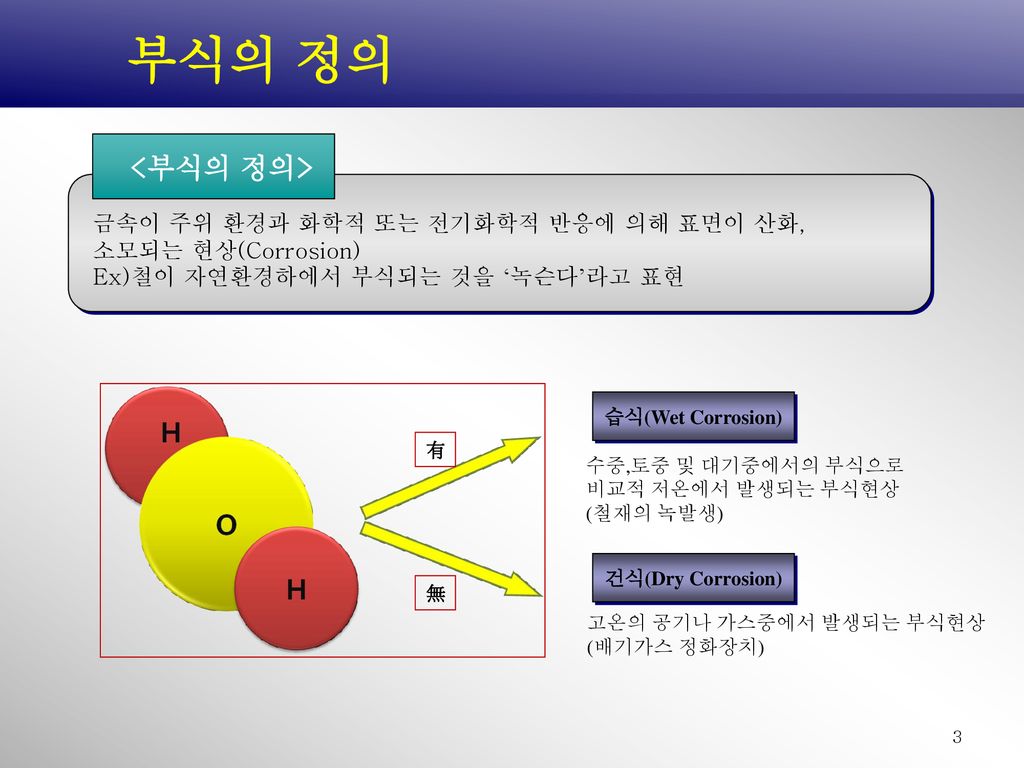 부식의 정의
<부식의 정의>
금속이 주위 환경과 화학적 또는 전기화학적 반응에 의해 표면이 산화,
소모되는 현상(Corrosion)
Ex)철이 자연환경하에서 부식되는 것을 ‘녹슨다’라고 표현
H
O
H
有
無
습식(Wet Corrosion)
수중,토중 및 대기중에서의 부식으로
비교적 저온에서 발생되는 부식현상
(철재의 녹발생)
건식(Dry Corrosion)
고온의 공기나 가스중에서 발생되는 부식현상
(배기가스 정화장치)
3